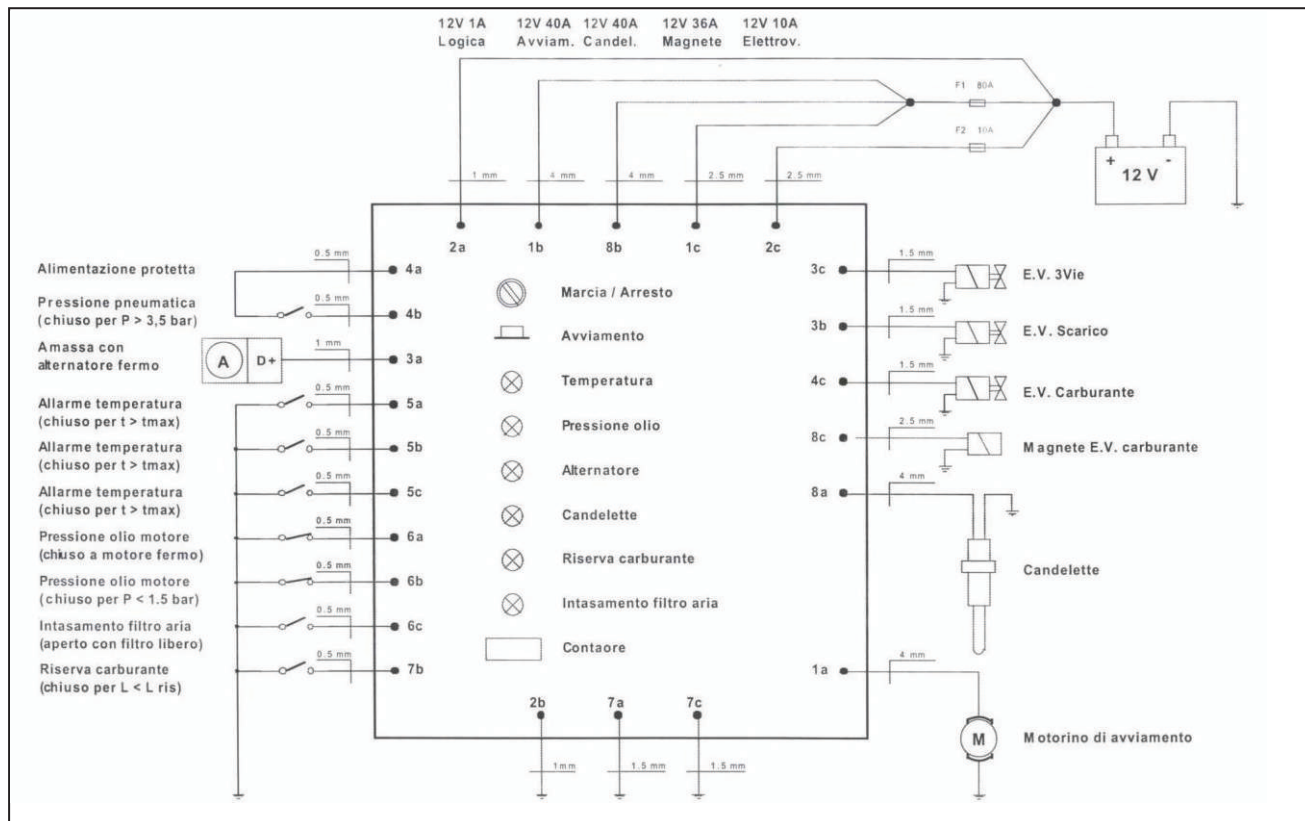 12V 1A 12V 40A 12V 40A 12V 36A 12V 10A
Logica Avviam. Candel. Magnete Elettrov.
F1 80A
F2 10A
+ -
12 V
1 mm 4 mm 4 mm 2.5 mm 2.5 mm
2a 1b 8b 1c 2c
Alimentazione protetta
0.5 mm
4a
Pressione pneumatica
(chiuso per P > 3,5 bar)
0.5 mm
4b
A massa con
alternatore fermo
A D+
1 mm
3a
Allarme temperatura
(chiuso per t > tmax)
0.5 mm
5a
Allarme temperatura
(chiuso per t > tmax)
0.5 mm
5b
Allarme temperatura
(chiuso per t > tmax)
0.5 mm
5c
Pressione olio motore
(chiuso a motore fermo)
0.5 mm
6a
Pressione olio motore
(chiuso per P < 1.5 bar)
0.5 mm
6b
Intasamento filtro aria
(aperto con filtro libero)
0.5 mm
6c
Riserva carburante
(chiuso per L < L ris)
0.5 mm
7b
Marcia / Arresto
Avviamento
Temperatura
Pressione olio
Alternatore
Candelette
Riserva carburante
Intasamento filtro aria
Contaore
3c
1.5 mm
E.V. 3Vie
3b
1.5 mm
E.V. Scarico
4c
1.5 mm
E.V. Carburante
8c
2.5 mm
Magnete E.V. carburante
8a
4 mm
Candelette
1a
4 mm
M
Motorino di avviamento
2b 7a 7c
1mm 1.5 mm 1.5 mm